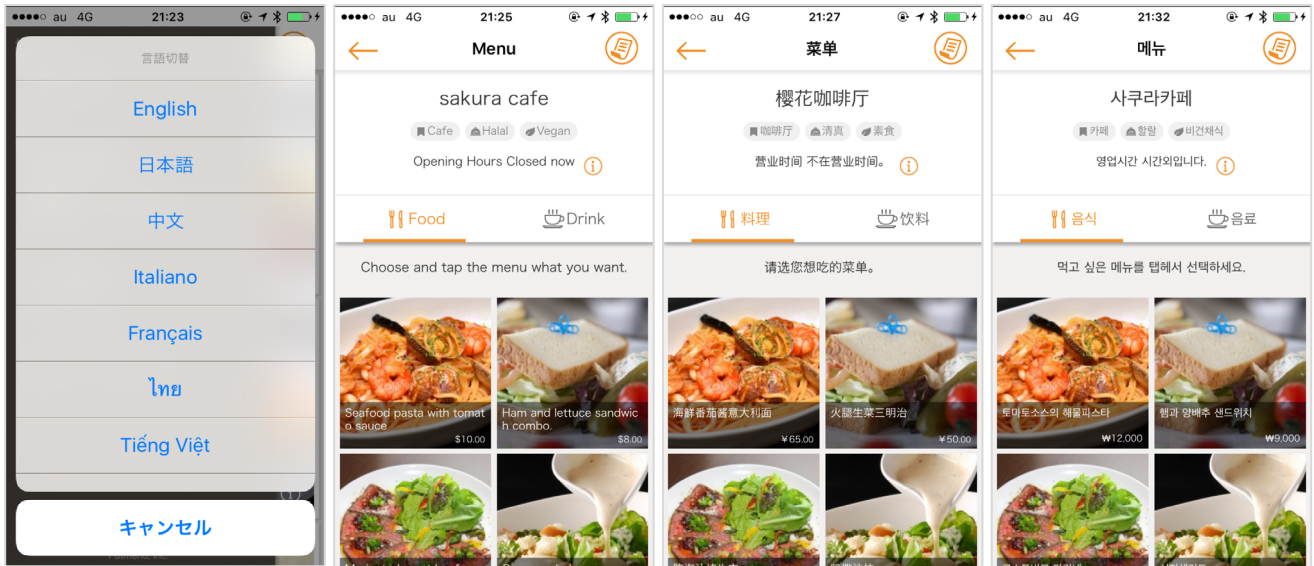 au 4G 21:23
言語切替
English
日本語
中文
Italiano
Français
ไทย
Tiếng Việt
キャンセル
au 4G 21:25
Menu
sakura cafe
Cafe Halal Vegan
Opening Hours Closed now
Food Drink
Choose and tap the menu what you want.
Seafood pasta with tomat
o sauce
$10.00
Ham and lettuce sandwic
h combo.
$8.00
au 4G 21:27
菜单
樱花咖啡厅
咖啡厅 清真 素食
营业时间 不在营业时间。
料理 饮料
请选您想吃的菜单。
海鲜番茄酱意大利面
¥65.00
火腿生菜三明治
¥50.00
au 4G 21:32
메뉴
사쿠라카페
카페 할랄 비건채식
영업시간 시간외입니다.
음식 음료
먹고 싶은 메뉴를 탭헤서 선택하세요.
토마토소스의 해물파스타
₩12,000
햄과 양배추 샌드위치
₩9,000